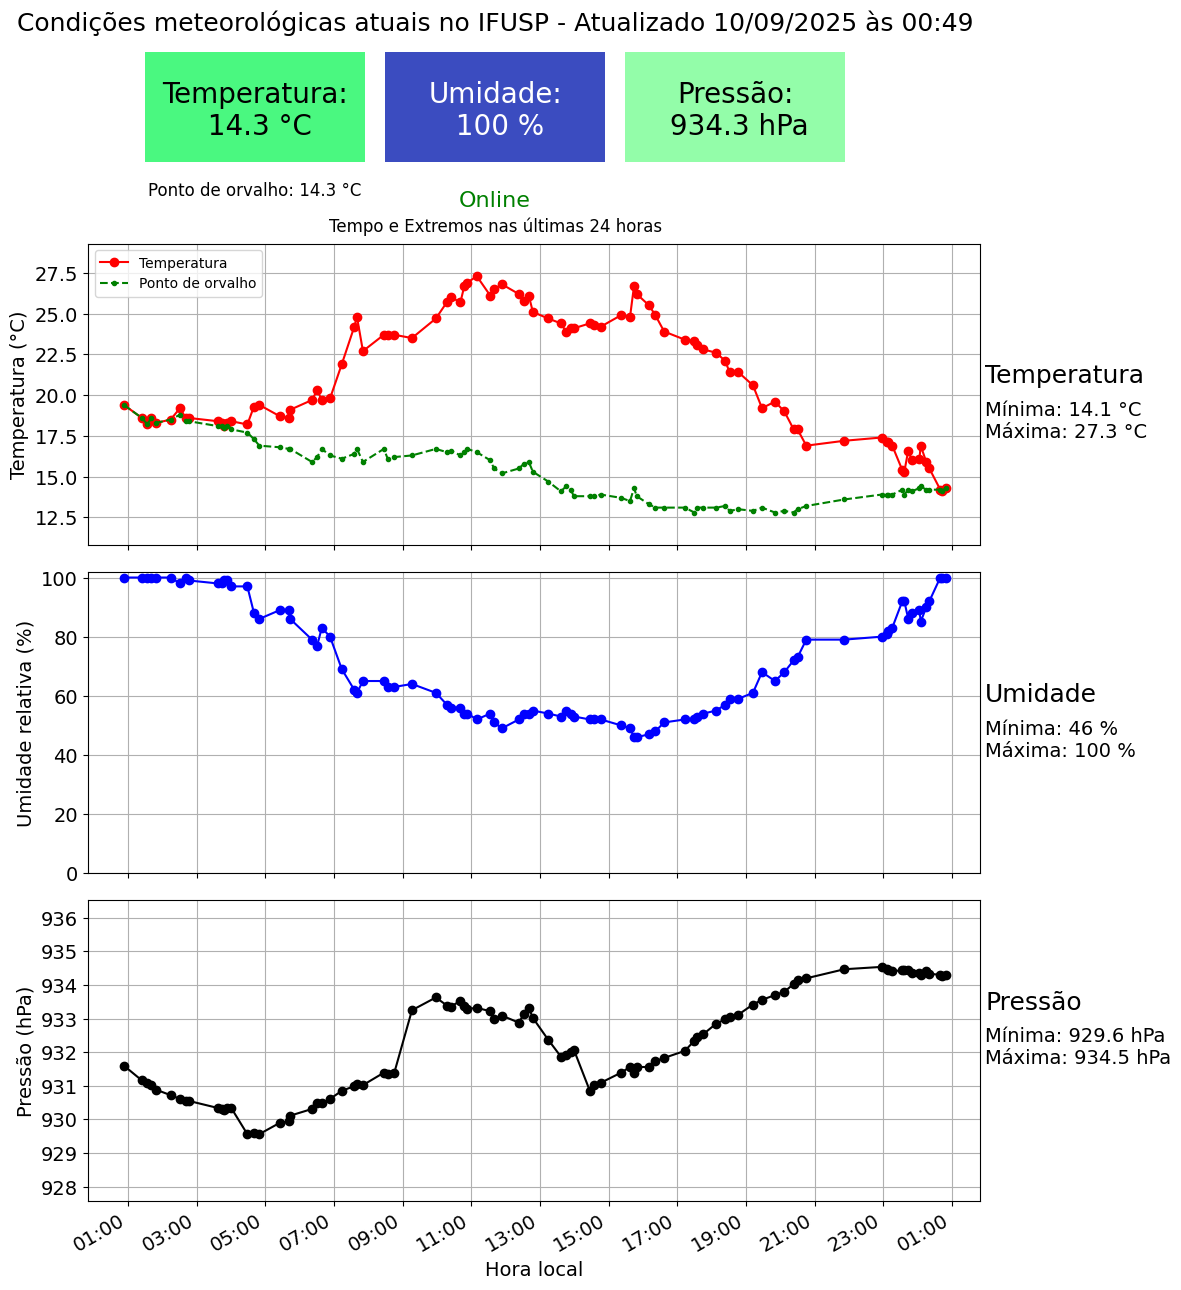 Condições meteorológicas atuais no IFUSP - Atualizado 10/09/2025 às 00:49
Temperatura:
14.3 °C
Umidade:
100 %
Pressão:
934.3 hPa
Ponto de orvalho: 14.3 °C
Online
Tempo e Extremos nas últimas 24 horas
Temperatura
Ponto de orvalho
Temperatura (°C)
27.5
25.0
22.5
20.0
17.5
15.0
12.5
Temperatura
Mínima: 14.1 °C
Máxima: 27.3 °C
Umidade relativa (%)
100
80
60
40
20
0
Umidade
Mínima: 46 %
Máxima: 100 %
Pressão (hPa)
936
935
934
933
932
931
930
929
928
Pressão
Mínima: 929.6 hPa
Máxima: 934.5 hPa
01:00 03:00 05:00 07:00 09:00 11:00 13:00 15:00 17:00 19:00 21:00 23:00 01:00
Hora local